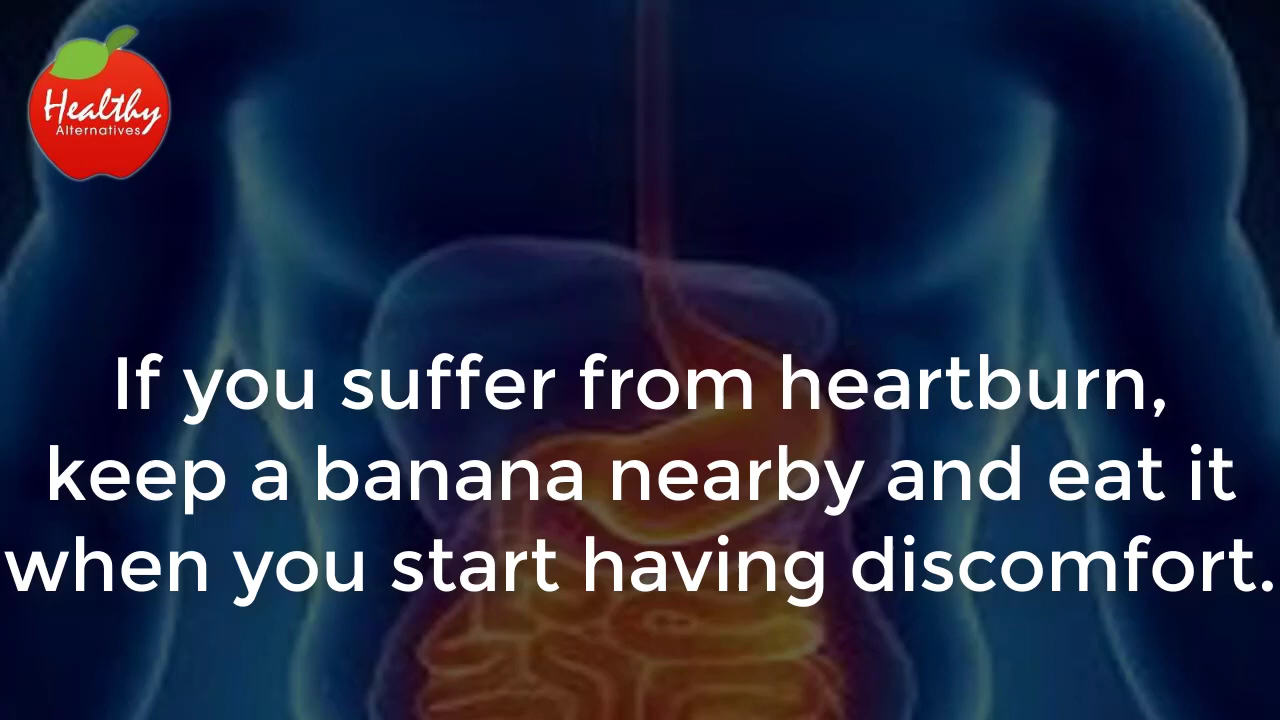 Healthy
Alternatives
If you suffer from heartburn,
keep a banana nearby and eat it
when you start having discomfort.